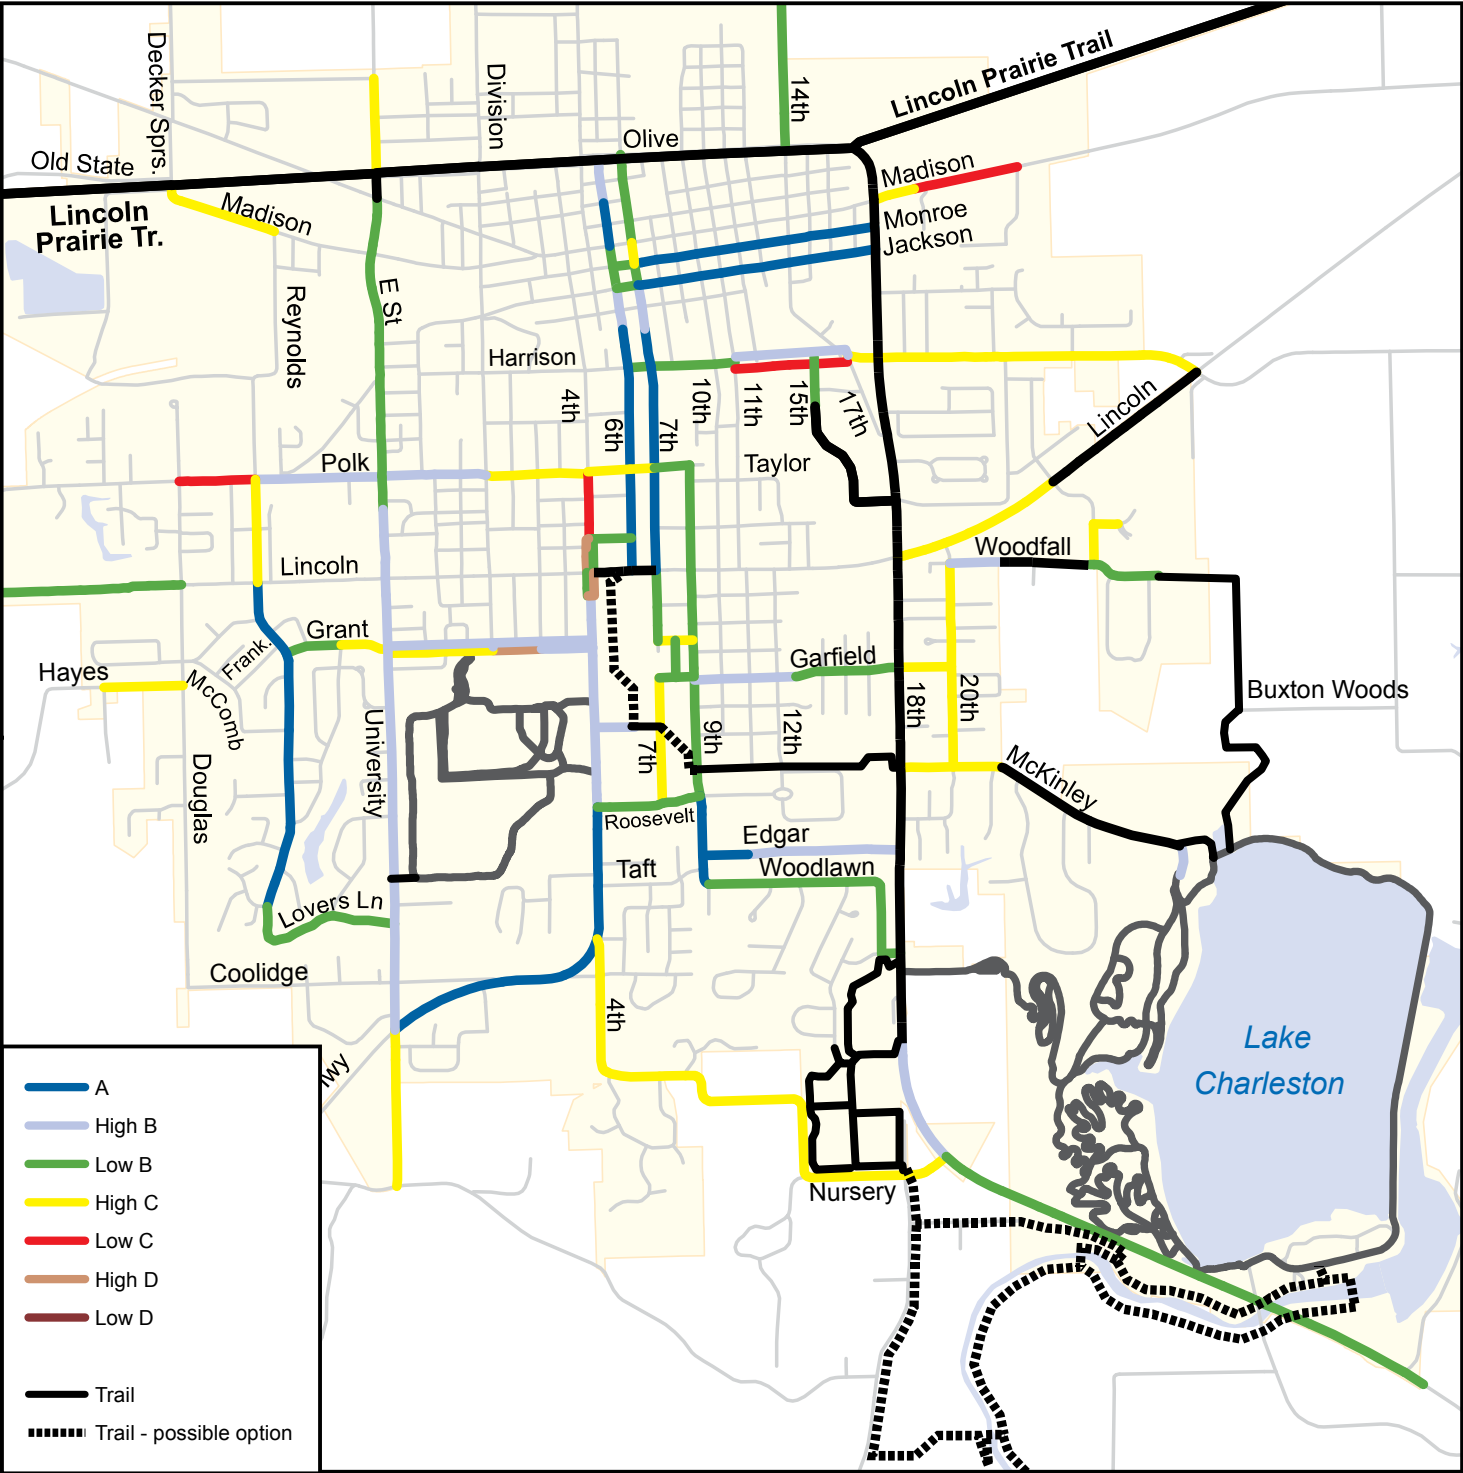 Decker Sprs.
Division
14th
Lincoln Prairie Trail
Olive
Old State
Madison
Lincoln
Prairie Tr.
Madison
Monroe
Jackson
E St
Reynolds
Harrison
4th
6th
7th
10th
11th
15th
17th
Lincoln
Polk
Taylor
Lincoln
Woodfall
Grant
Frank.
Garfield
Hayes
McComb
18th
20th
Buxton Woods
University
7th
9th
12th
McKinley
Douglas
Roosevelt
Edgar
Taft
Woodlawn
Lovers Ln
Coolidge
4th
Lake
Charleston
wy
Nursery
A
High B
Low B
High C
Low C
High D
Low D
Trail
Trail - possible option